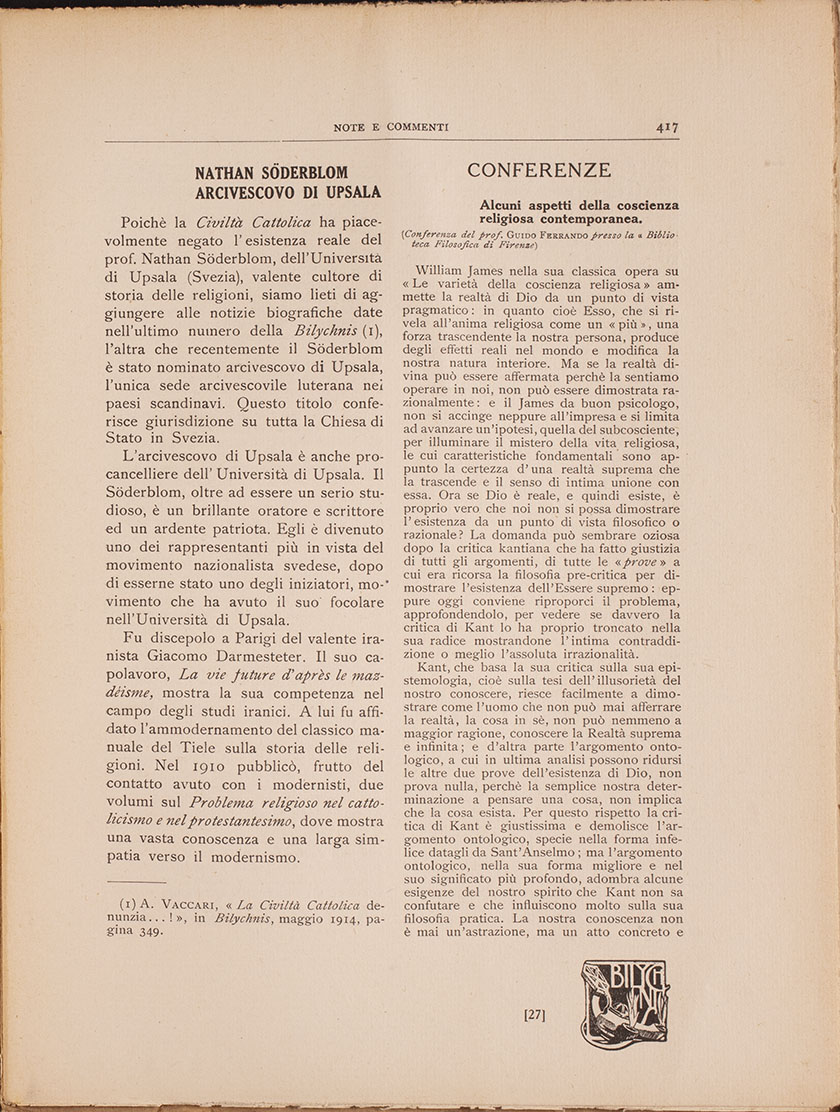 NOTE E COMMENTI
417
NATHAN SÖDERBLOM
ARCIVESCOVO DI UPSALA
Poichè la Civiltà Cattolica ha piace-
volmente negato l'esistenza reale del
prof. Nathan Söderblom, dell'Università
di Upsala (Svezia), valente cultore di
storia delle religioni, siamo lieti di ag-
giungere alle notizie biografiche date
nell'ultimo numero della Bilychnis (1),
l'altra che recentemente il Söderblom
è stato nominato arcivescovo di Upsala,
l'unica sede arcivescovile luterana nei
paesi scandinavi. Questo titolo confe-
risce giurisdizione su tutta la Chiesa di
Stato in Svezia.
L'arcivescovo di Upsala è anche pro-
cancelliere dell'Università di Upsala. Il
Söderblom, oltre ad essere un serio stu-
dioso, è un brillante oratore e scrittore
ed un ardente patriota. Egli è divenuto
uno dei rappresentanti più in vista del
movimento nazionalista svedese, dopo
di esserne stato uno degli iniziatori, mo-
vimento che ha avuto il suo focolare
nell'Università di Upsala.
Fu discepolo a Parigi del valente ira-
nista Giacomo Darmesteter. Il suo ca-
polavoro, La vie future d'après le maz-
déisme, mostra la sua competenza nel
campo degli studi iranici. A lui fu affi-
dato l'ammodernamento del classico ma-
nuale del Tiele sulla storia delle reli-
gioni. Nel 1910 pubblicò, frutto del
contatto avuto con i modernisti, due
volumi sul Problema religioso nel catto-
licismo e nel protestantesimo, dove mostra
una vasta conoscenza e una larga sim-
patia verso il modernismo.
(1) A. VACCARI, « La Civiltà Cattolica de-
nunzia... ! », in Bilychnis, maggio 1914, pa-
gina 349.
CONFERENZE
Alcuni aspetti della coscienza
religiosa contemporanea.
(Conferenza del prof. GUIDO FERRANDO presso la « Biblio-
teca Filosofica di Firenze)
William James nella sua classica opera su
« Le varietà della coscienza religiosa » am-
mette la realtà di Dio da un punto di vista
pragmatico : in quanto cioè Esso, che si ri-
vela all'anima religiosa come un « più », una
forza trascendente la nostra persona, produce
degli effetti reali nel mondo e modifica la
nostra natura interiore. Ma se la realtà di-
vina può essere affermata perchè la sentiamo
operare in noi, non può essere dimostrata ra-
zionalmente : e il James da buon psicologo,
non si accinge neppure all'impresa e si limita
ad avanzare un'ipotesi, quella del subcosciente,
per illuminare il mistero della vita religiosa,
le cui caratteristiche fondamentali sono ap-
punto la certezza d'una realtà suprema che
la trascende e il senso di intima unione con
essa. Ora se Dio è reale, e quindi esiste, è
proprio vero che noi non si possa dimostrare
l'esistenza da un punto di vista filosofico o
razionale? La domanda può sembrare oziosa
dopo la critica kantiana che ha fatto giustizia
di tutti gli argomenti, di tutte le «prove» a
cui era ricorsa la filosofia pre-critica per di-
mostrare l'esistenza dell'Essere supremo : ep-
pure oggi conviene riproporci il problema,
approfondendolo, per vedere se davvero la
critica di Kant lo ha proprio troncato nella
sua radice mostrandone l'intima contraddi-
zione o meglio l'assoluta irrazionalità.
Kant, che basa la sua critica sulla sua epi-
stemologia, cioè sulla tesi dell'illusorietà del
nostro conoscere, riesce facilmente a dimo-
strare come l'uomo che non può mai afferrare
la realtà, la cosa in sè, non può nemmeno a
maggior ragione, conoscere la Realtà suprema
e infinita ; e d'altra parte l'argomento onto-
logico, a cui in ultima analisi possono ridursi
le altre due prove dell'esistenza di Dio, non
prova nulla, perchè la semplice nostra deter-
minazione a pensare una cosa, non implica
che la cosa esista. Per questo rispetto la cri-
tica di Kant è giustissima e demolisce l'ar-
gomento ontologico, specie nella forma infe-
lice datagli da Sant'Anselmo ; ma l'argomento
ontologico, nella sua forma migliore e nel
suo significato più profondo, adombra alcune
esigenze del nostro spirito che Kant non sa
confutare e che influiscono molto sulla sua
filosofia pratica. La nostra conoscenza non
è mai un'astrazione, ma un atto concreto e
[27]
BILYCHNIS